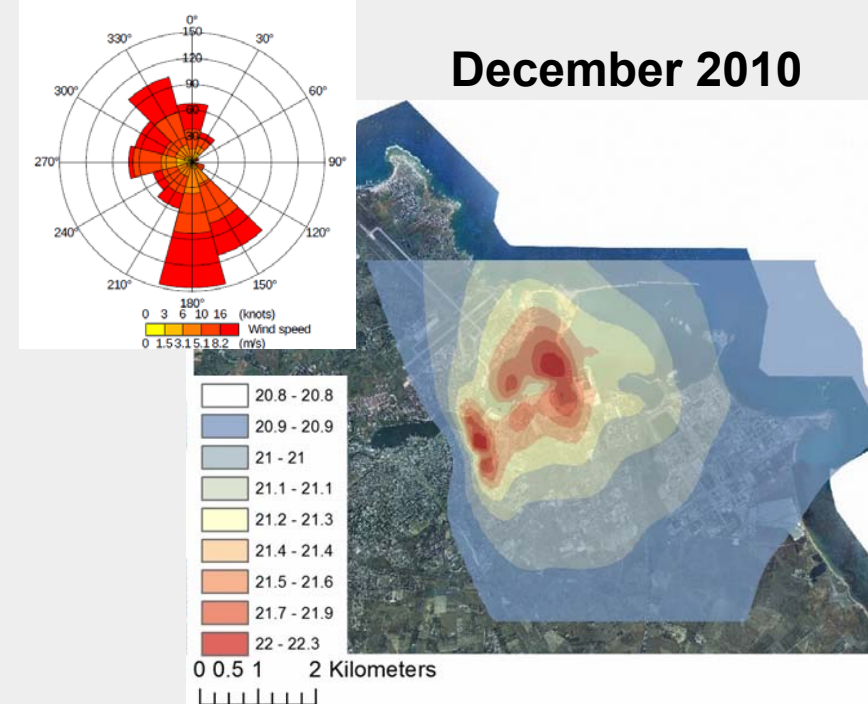 December 2010
0°
30°
60°
90°
120°
150°
180°
210°
240°
270°
300°
330°
150
120
90
60
30
0 3 6 10 16 (knots)
Wind speed
0 1.5 3.1 5.1 8.2 (m/s)
20.8 - 20.8
20.9 - 20.9
21 - 21
21.1 - 21.1
21.2 - 21.3
21.4 - 21.4
21.5 - 21.6
21.7 - 21.9
22 - 22.3
0 0.5 1 2 Kilometers